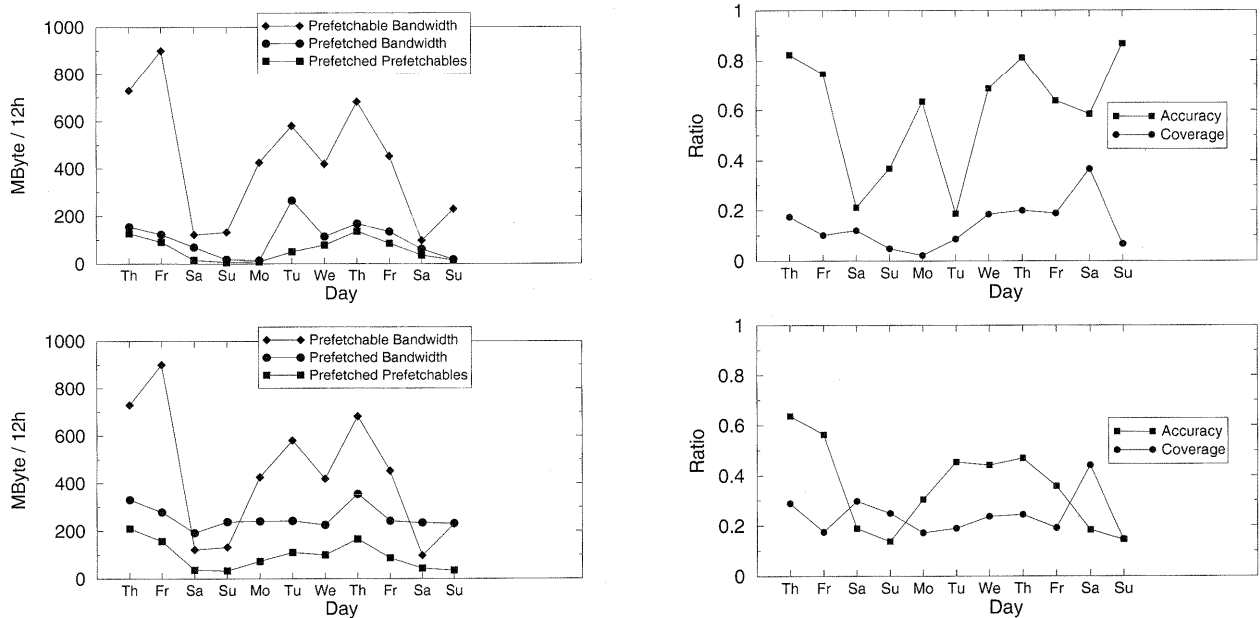 1000
800
600
400
200
0
MByte / 12h
Prefetchable Bandwidth
Prefetched Bandwidth
Prefetched Prefetchables
Th Fr Sa Su Mo Tu We Th Fr Sa Su
Day
1
0.8
0.6
0.4
0.2
0
Ratio
Accuracy
Coverage
Th Fr Sa Su Mo Tu We Th Fr Sa Su
Day
1000
800
600
400
200
0
MByte / 12h
Prefetchable Bandwidth
Prefetched Bandwidth
Prefetched Prefetchables
Th Fr Sa Su Mo Tu We Th Fr Sa Su
Day
1
0.8
0.6
0.4
0.2
0
Ratio
Accuracy
Coverage
Th Fr Sa Su Mo Tu We Th Fr Sa Su
Day